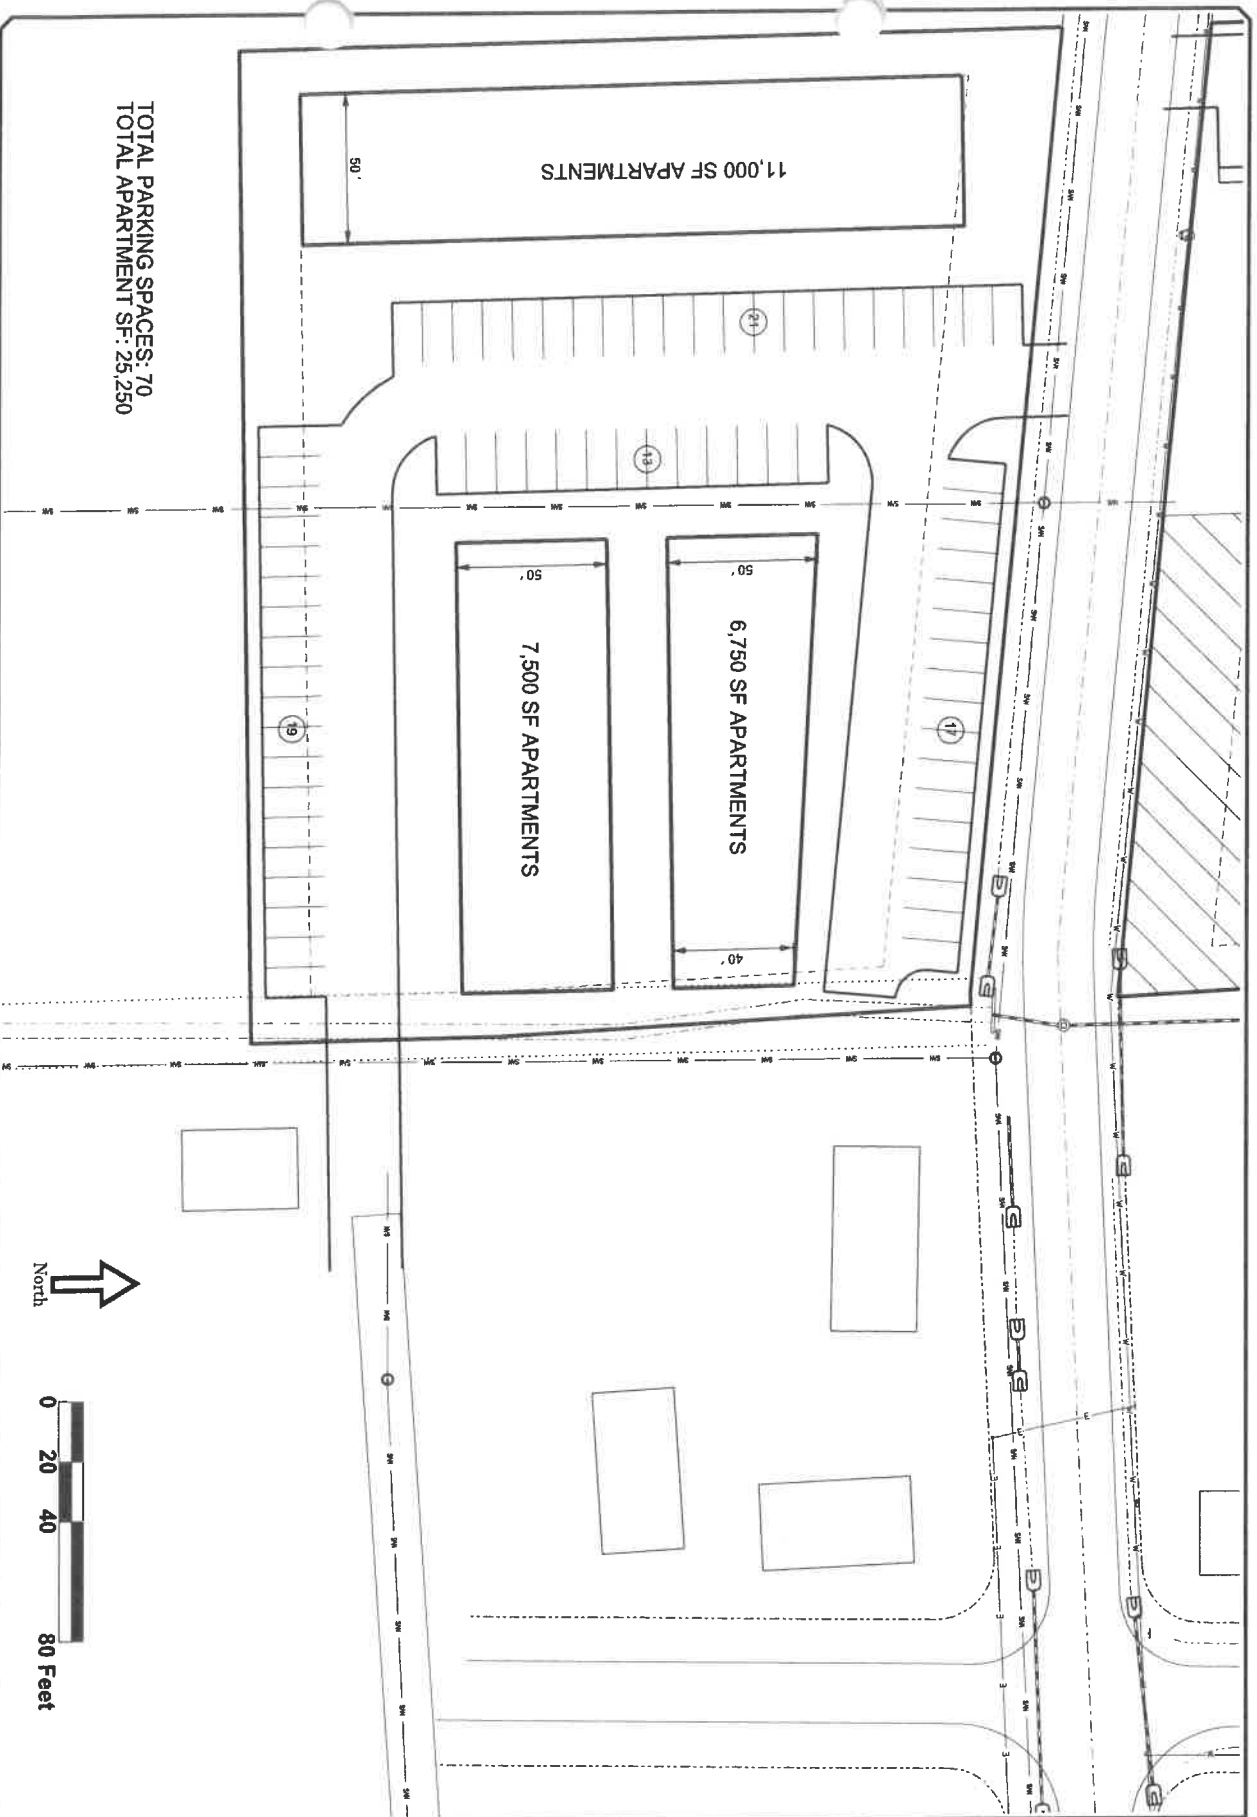 TOTAL PARKING SPACES: 70
TOTAL APARTMENT SF: 25,250
11,000 SF APARTMENTS
50'
21
13
19
17
50'
7,500 SF APARTMENTS
50'
6,750 SF APARTMENTS
40'
North
0 20 40 80 Feet